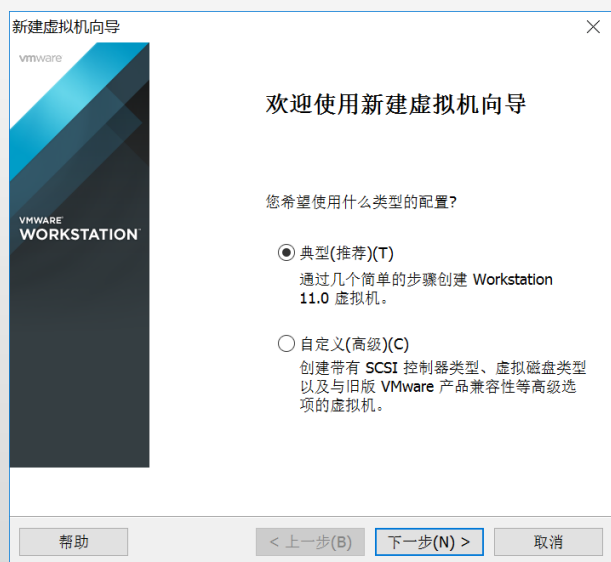 新建虚拟机向导
vmware
欢迎使用新建虚拟机向导
VMWARE
WORKSTATION
您希望使用什么类型的配置?
典型(推荐)(T)
通过几个简单的步骤创建 Workstation
11.0 虚拟机。
自定义(高级)(C)
创建带有 SCSI 控制器类型、虚拟磁盘类型
以及与旧版 VMware 产品兼容性等高级选
项的虚拟机。
帮助
< 上一步(B)
下一步(N) >
取消